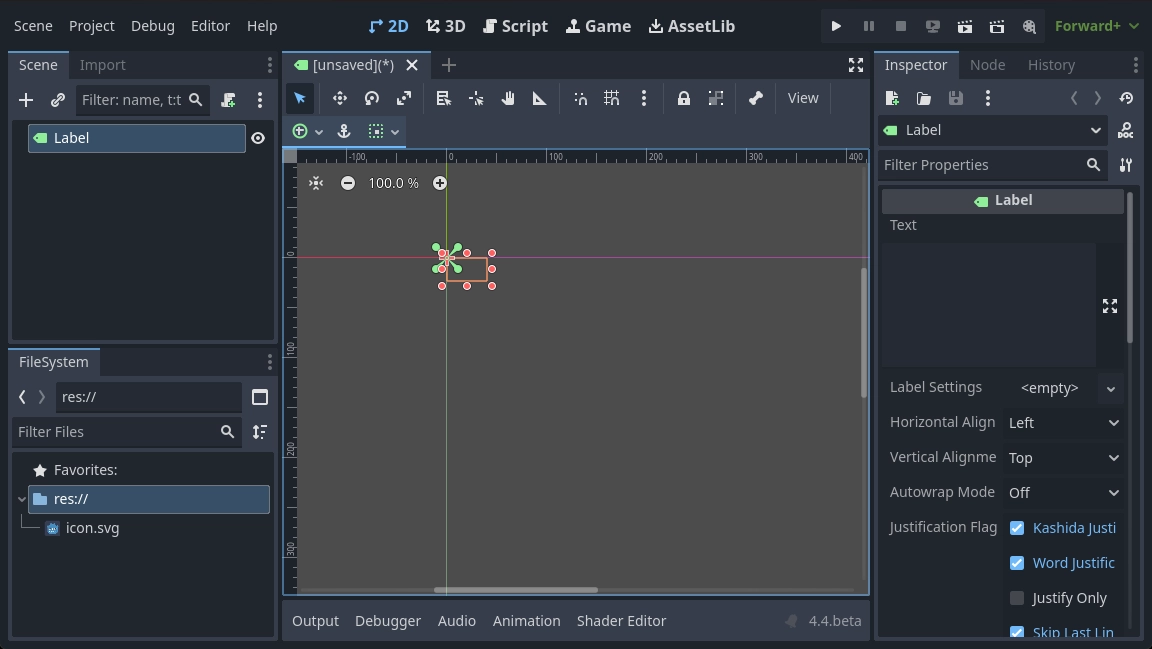 Scene Project Debug Editor Help 2D 3D Script Game AssetLib Forward+
Scene Import [unsaved](*) Inspector Node History
Filter: name, t:t
Label View Label
Filter Properties
-100 0 100 200 300 400
100.0 %
Label
Text
0
100
200
300
FileSystem
res://
Filter Files
Favorites:
res://
icon.svg
Label Settings <empty>
Horizontal Align Left
Vertical Alignme Top
Autowrap Mode Off
Justification Flag Kashida Justi
Word Justific
Justify Only
Skip Last Lin
Output Debugger Audio Animation Shader Editor 4.4.beta